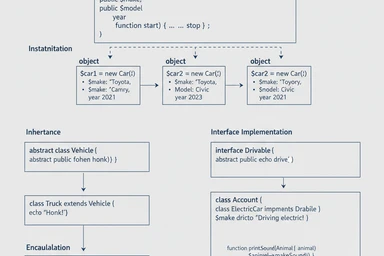 public $make,
public $model
year
function start) { ... ... stop } ;
)
Instatnitation
object
object
object
$car1 = new Car()
• $make: "Toyota,
• $make: "Camry,
year 2021
$car2 = new Car()
• $make: "Toyota,
• Model: Civic
year 2023
$car2 = new Car()
• $make: 'Toyory,
• $nodel: Civic
year 2021
Inhertance
abstract class Vehicle {
abstract public fohen honk)} }
class Truck extends Vehicle (
ecto "Honk!")
Encaulalation
Interface Implementation
interface Drivable{
abstract public echo drive,' )
class Account {
class ElectricCar impments Drabile )
$make dricto "Driving electric! )
function printSound(Animal{ animal)